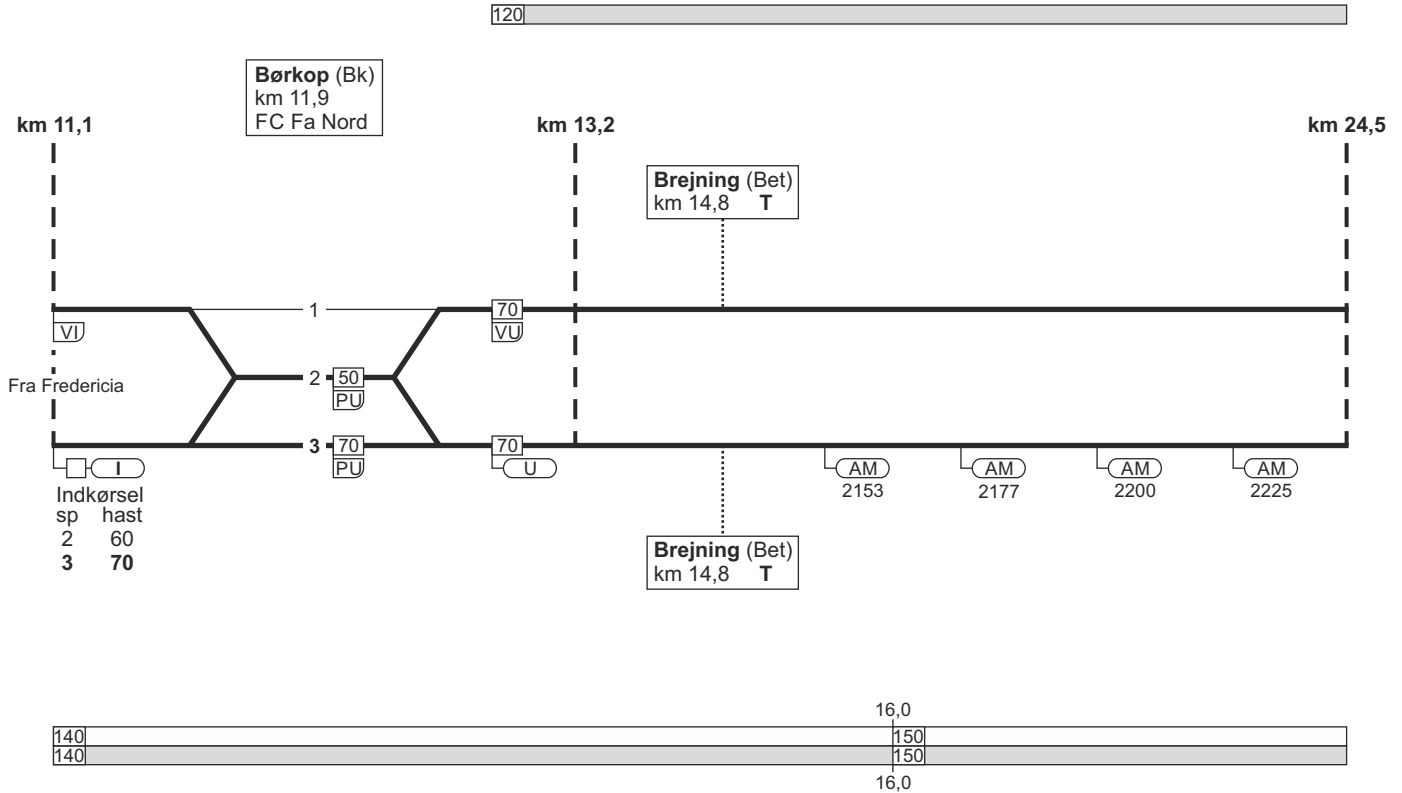 120
Børkop (Bk)
km 11,9
FC Fa Nord
km 11,1
km 13,2
km 24,5
Brejning (Bet)
km 14,8 T
1
70
VI
VU
Fra Fredericia
2
50
PU
3
70
70
PU
I
U
AM
2153
AM
2177
AM
2200
AM
2225
Indkørsel
sp hast
2 60
3 70
Brejning (Bet)
km 14,8 T
16,0
140
150
140
150
16,0